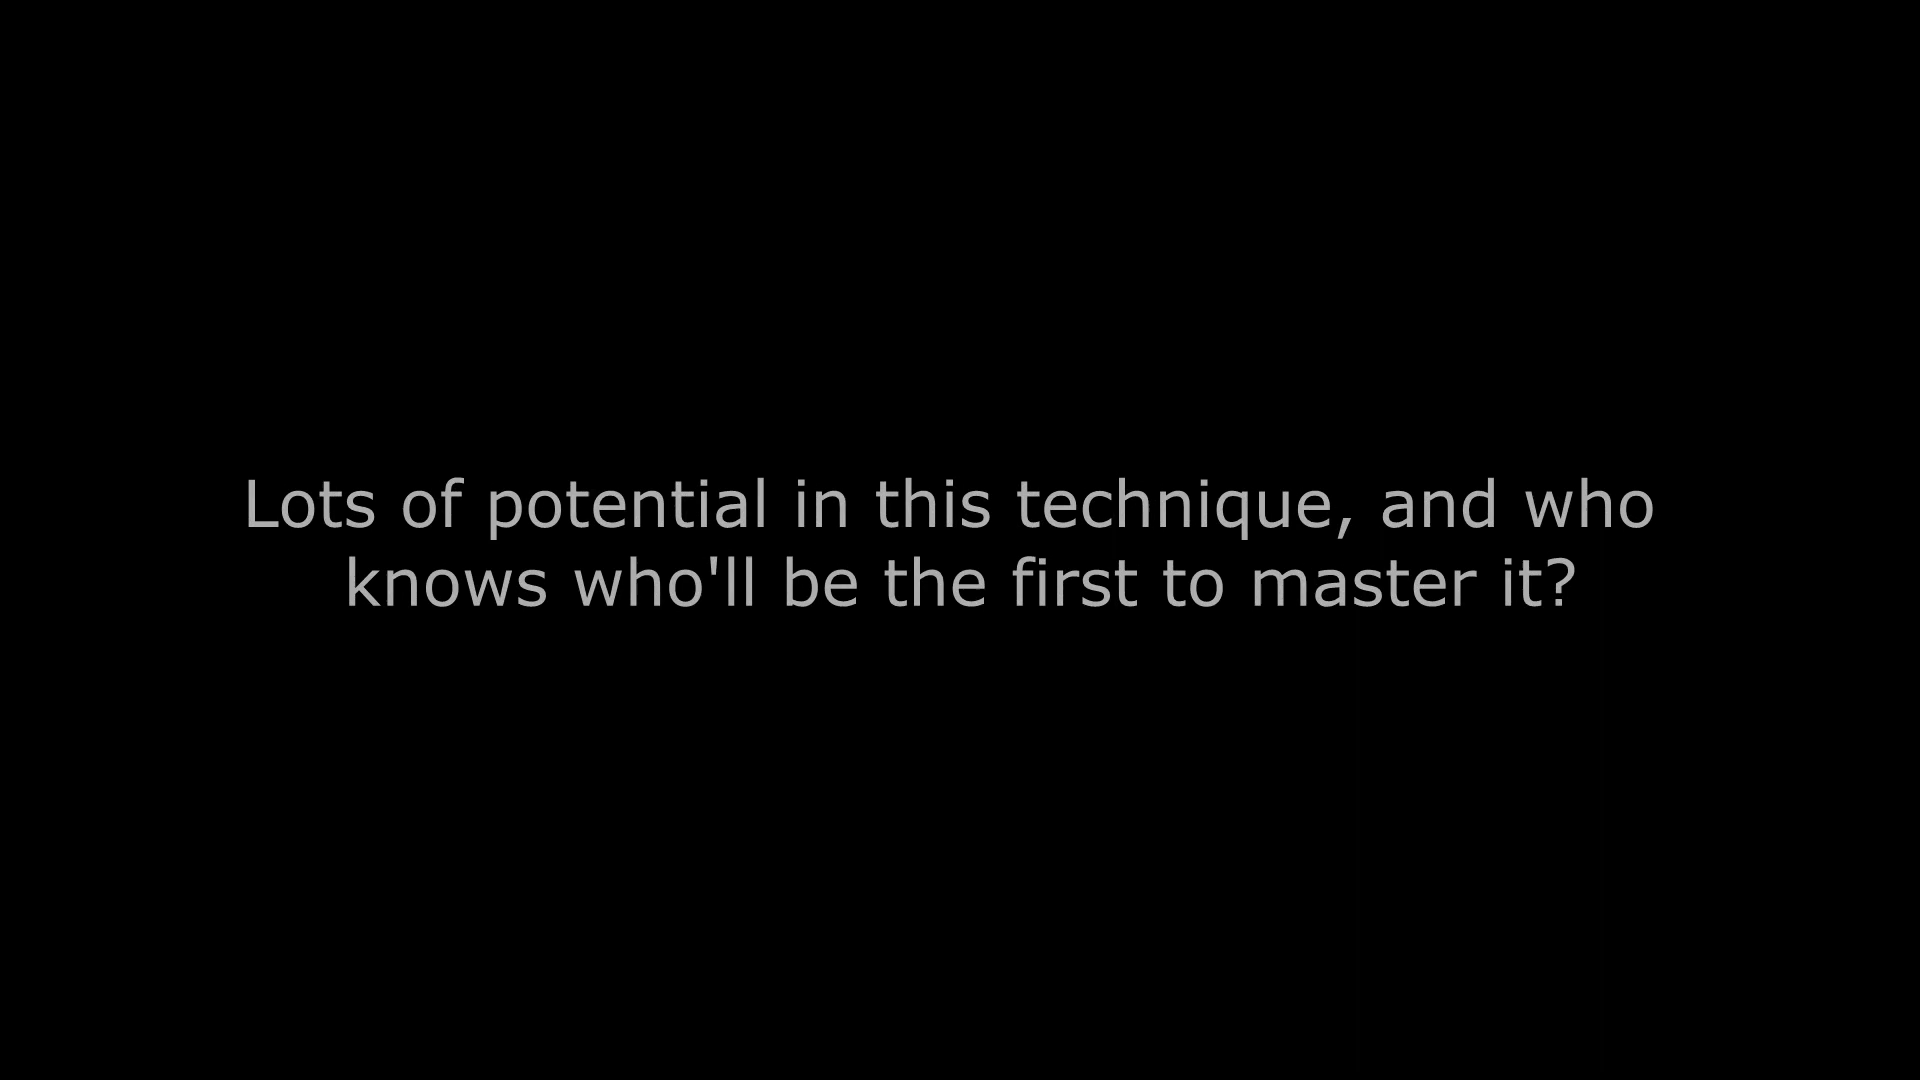 Lots of potential in this technique, and who
knows who'll be the first to master it?